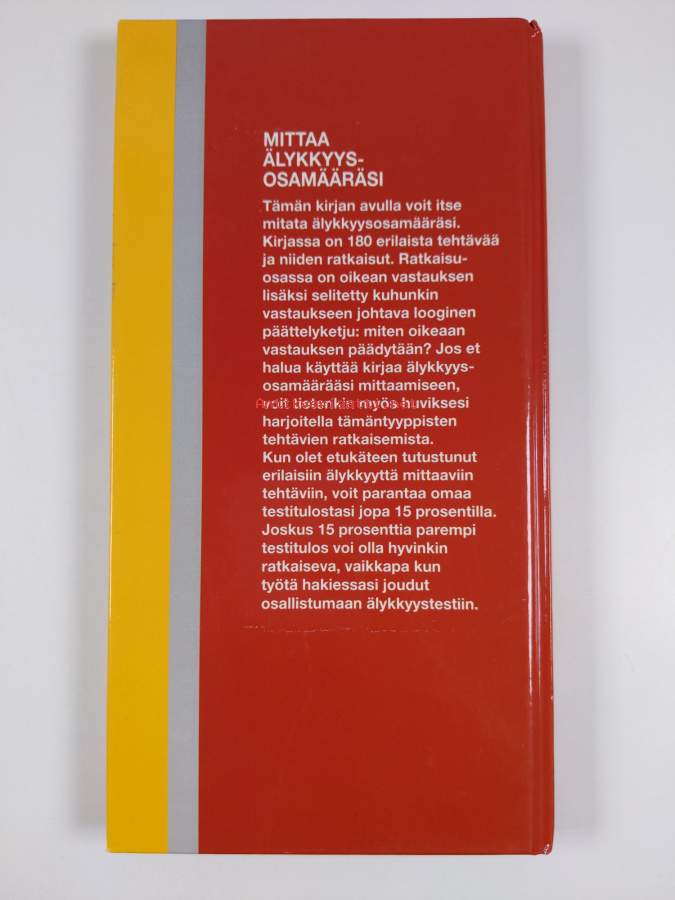 MITTAA
ÄLYKKYYS-
OSAMÄÄRÄSI
Tämän kirjan avulla voit itse
mitata älykkyysosamääräsi.
Kirjassa on 180 erilaista tehtävää
ja niiden ratkaisut. Ratkaisu-
osassa on oikean vastauksen
lisäksi selitetty kuhunkin
vastaukseen johtava looginen
päättelyketju: miten oikeaan
vastauksen päädytään? Jos et
halua käyttää kirjaa älykkyys-
osamäärääsi mittaamiseen,
voit tietenkin myös huviksesi
harjoitella tämäntyyppisten
tehtävien ratkaisemista.
Kun olet etukäteen tutustunut
erilaisiin älykkyyttä mittaaviin
tehtäviin, voit parantaa omaa
testitulostasi jopa 15 prosentilla.
Joskus 15 prosenttia parempi
testitulos voi olla hyvinkin
ratkaiseva, vaikkapa kun
työtä hakiessasi joudut
osallistumaan älykkyystestiin.